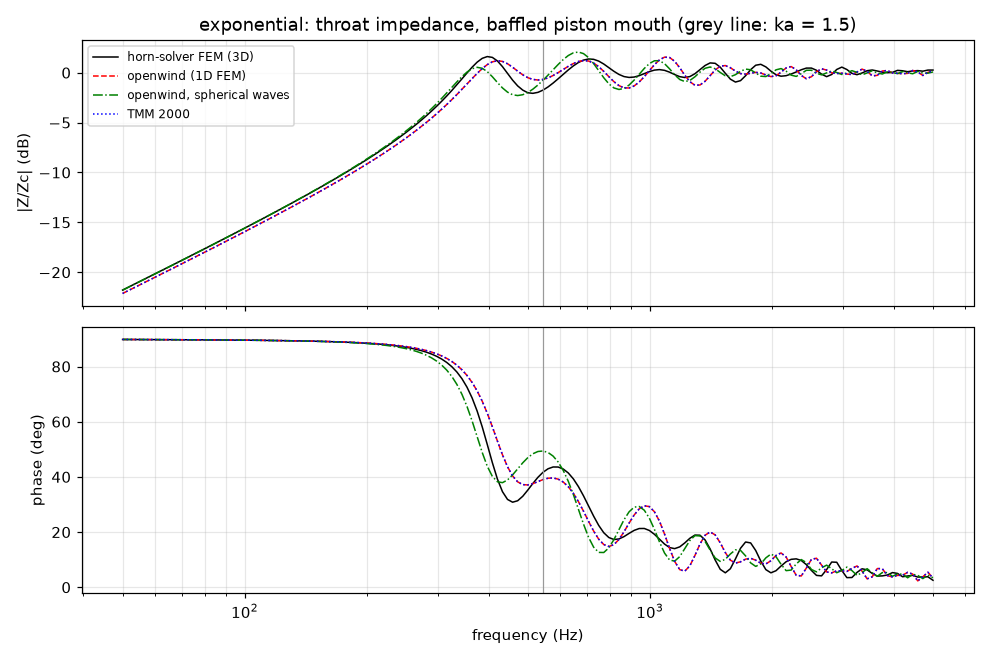 exponential: throat impedance, baffled piston mouth (grey line: ka = 1.5)
horn-solver FEM (3D)
openwind (1D FEM)
openwind, spherical waves
TMM 2000
|Z/Zc| (dB)
0
−5
−10
−15
−20
phase (deg)
80
60
40
20
0
10²
10³
frequency (Hz)